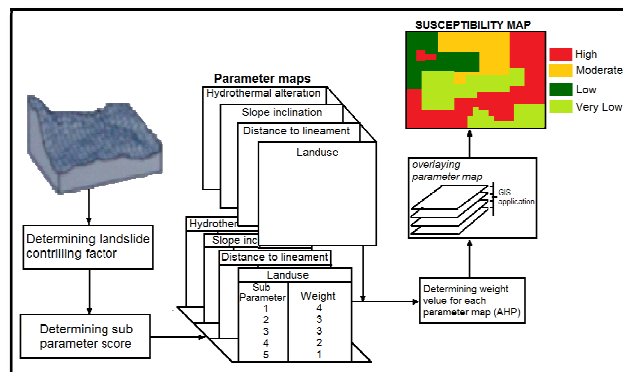 SUSCEPTIBILITY MAP
High
Moderate
Low
Very Low
Parameter maps
Hydrothermal alteration
Slope inclination
Distance to lineament
Landuse
overlaying
parameter map
GIS
application
Determining landslide
contrilling factor
Determining sub
parameter score
Hydrother
Slope inc
Distance to lineament
Landuse
Sub
Parameter Weight
1 4
2 3
3 3
4 2
5 1
Determining weight
value for each
parameter map (AHP)